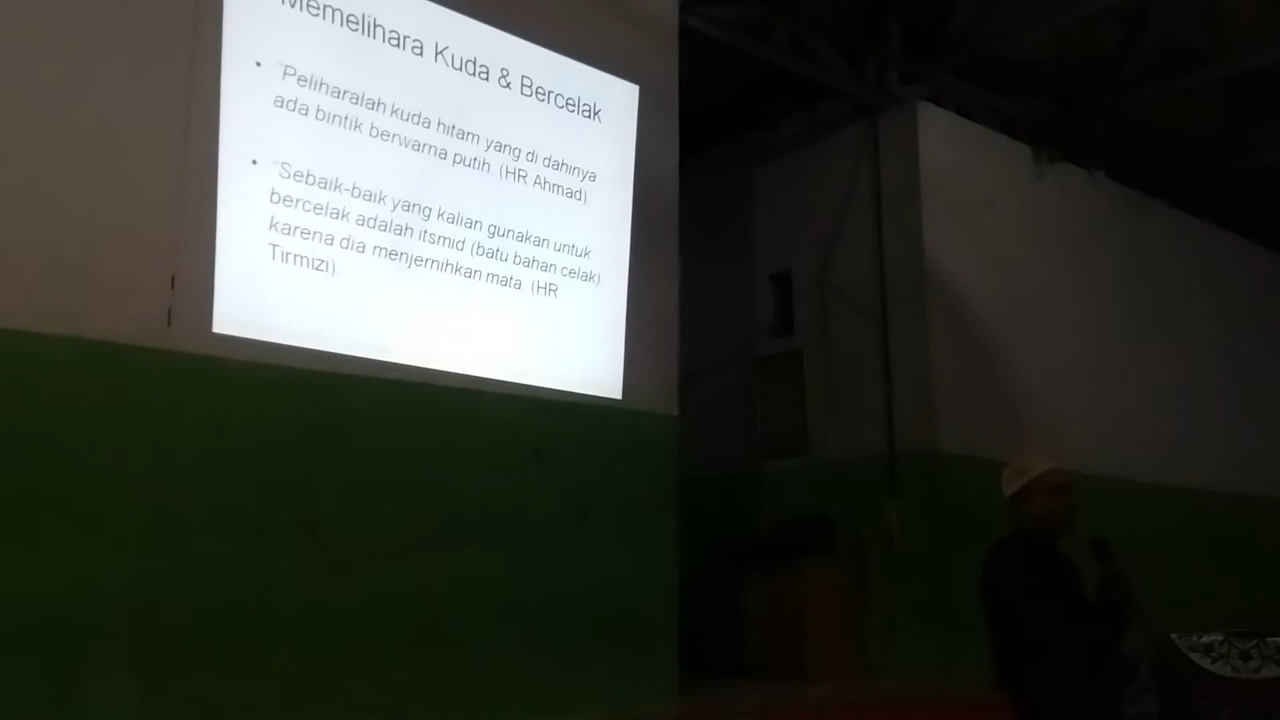 Memelihara Kuda & Bercelak
• "Peliharalah kuda hitam yang di dahinya
ada bintik berwarna putih. (HR Ahmad).
• "Sebaik-baik yang kalian gunakan untuk
bercelak adalah itsmid (batu bahan celak)
karena dia menjernihkan mata. (HR
Tirmizi).